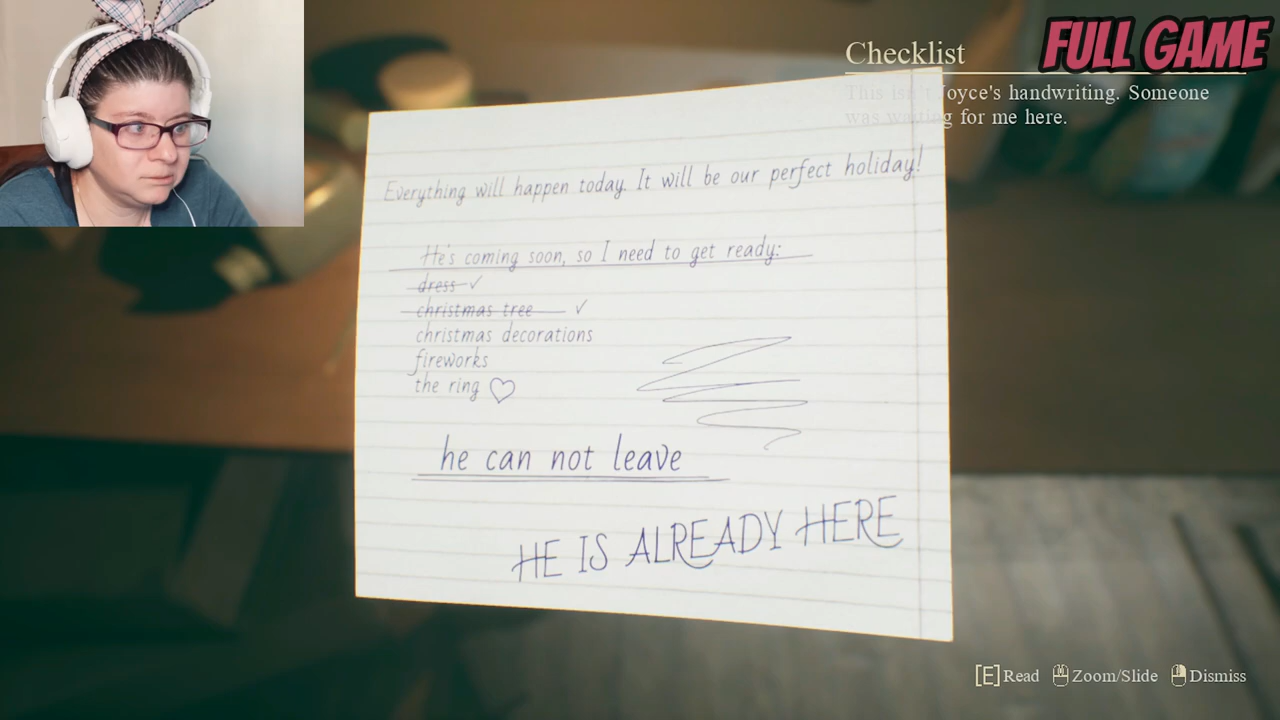 FULL GAME
Checklist
This isn't Joyce's handwriting. Someone
was waiting for me here.
Everything will happen today. It will be our perfect holiday!
He's coming soon, so I need to get ready:
dress ✓
christmas tree ✓
christmas decorations
fireworks
the ring ♡
he can not leave
HE IS ALREADY HERE
[E] Read Zoom/Slide Dismiss